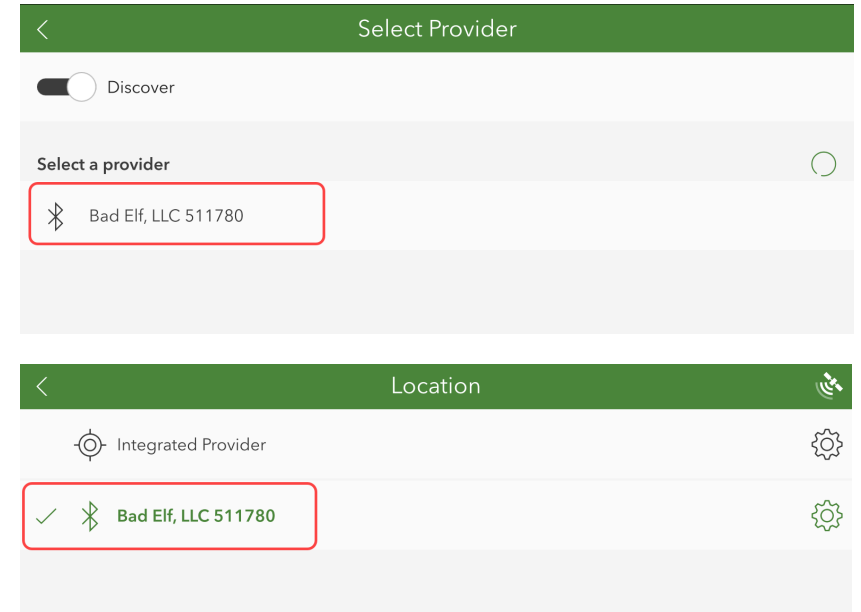 Select Provider
Discover
Select a provider
Bad Elf, LLC 511780
Location
Integrated Provider
Bad Elf, LLC 511780